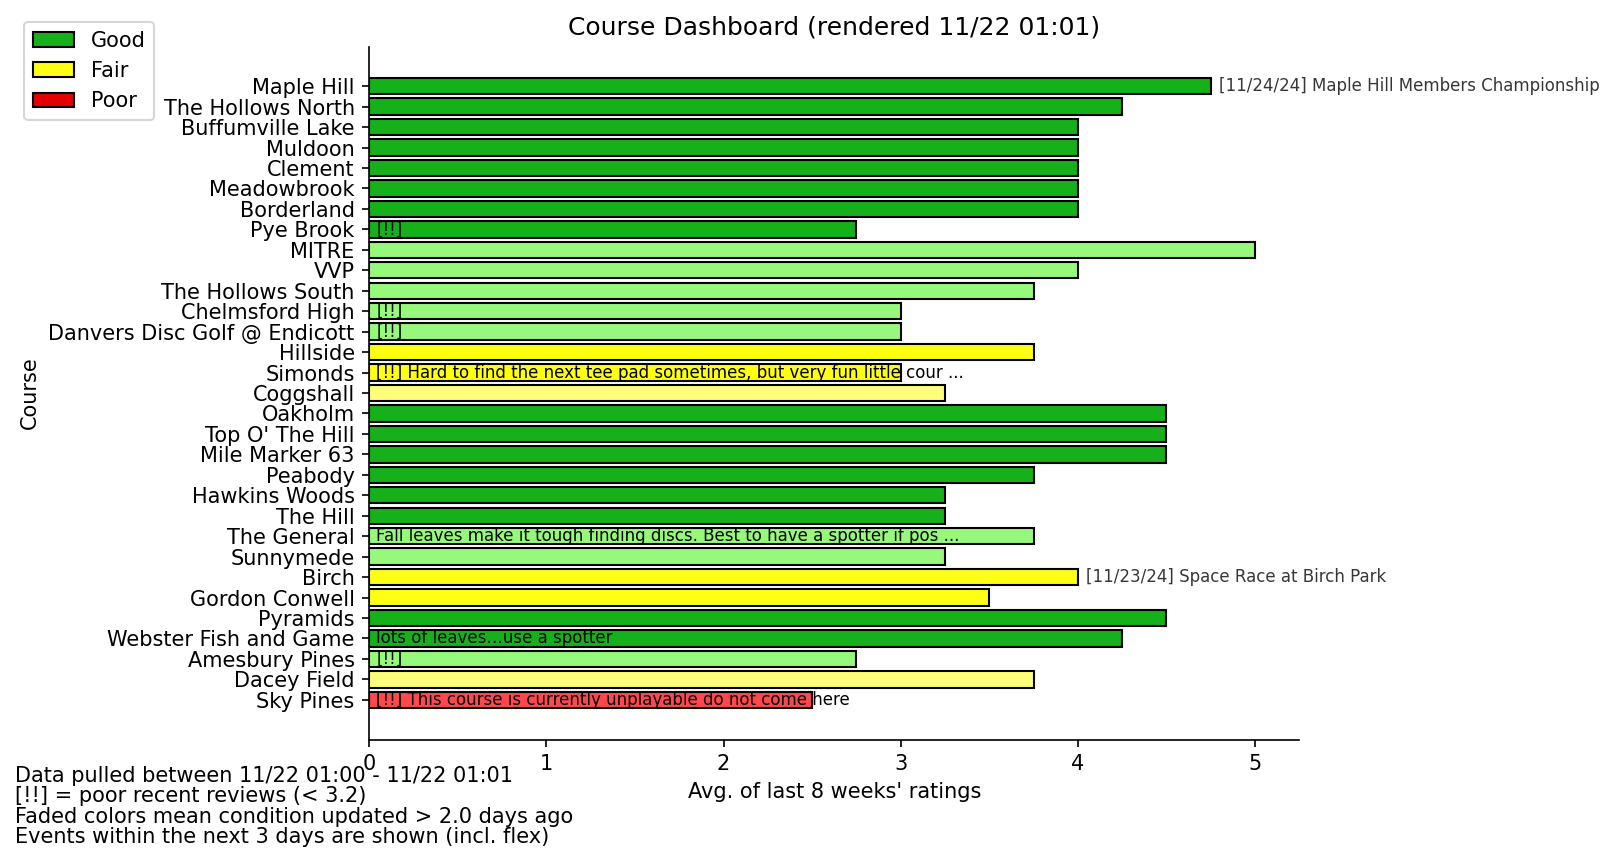 Course Dashboard (rendered 11/22 01:01)
Good
Fair
Poor
Maple Hill [11/24/24] Maple Hill Members Championship
The Hollows North
Buffumville Lake
Muldoon
Clement
Meadowbrook
Borderland
Pye Brook [!!]
MITRE
VVP
The Hollows South
Chelmsford High [!!]
Danvers Disc Golf @ Endicott [!!]
Hillside
Simonds [!!] Hard to find the next tee pad sometimes, but very fun little cour ...
Coggshall
Oakholm
Top O' The Hill
Mile Marker 63
Peabody
Hawkins Woods
The Hill
The General Fall leaves make it tough finding discs. Best to have a spotter if pos ...
Sunnymede
Birch [11/23/24] Space Race at Birch Park
Gordon Conwell
Pyramids
Webster Fish and Game lots of leaves...use a spotter
Amesbury Pines [!!]
Dacey Field
Sky Pines [!!] This course is currently unplayable do not come here
Course
0 1 2 3 4 5
Avg. of last 8 weeks' ratings
Data pulled between 11/22 01:00 - 11/22 01:01
[!!] = poor recent reviews (< 3.2)
Faded colors mean condition updated > 2.0 days ago
Events within the next 3 days are shown (incl. flex)